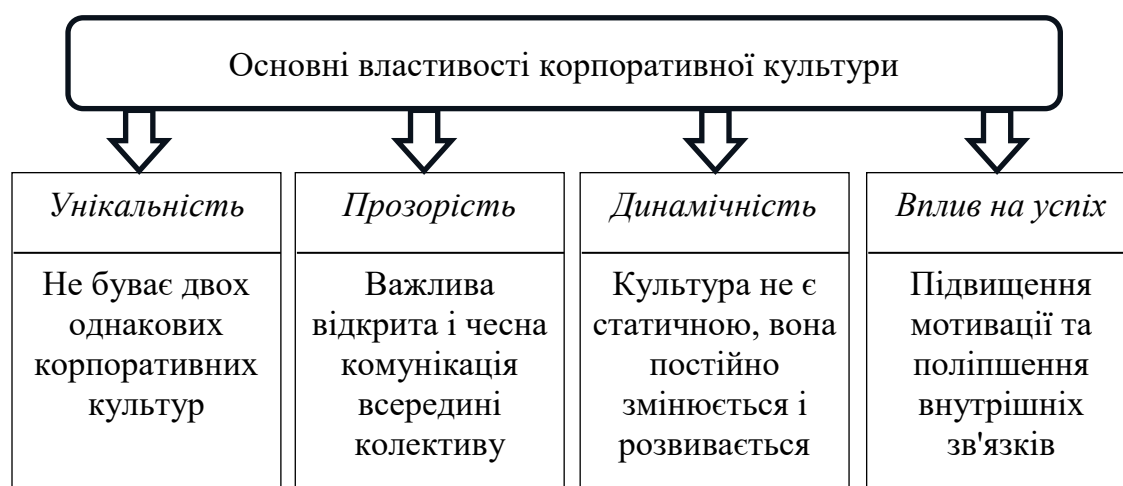 Основні властивості корпоративної культури
Унікальність
Не буває двох
однакових
корпоративних
культур
Прозорість
Важлива
відкрита і чесна
комунікація
всередині
колективу
Динамічність
Культура не є
статичною, вона
постійно
змінюється і
розвивається
Вплив на успіх
Підвищення
мотивації та
поліпшення
внутрішніх
зв'язків